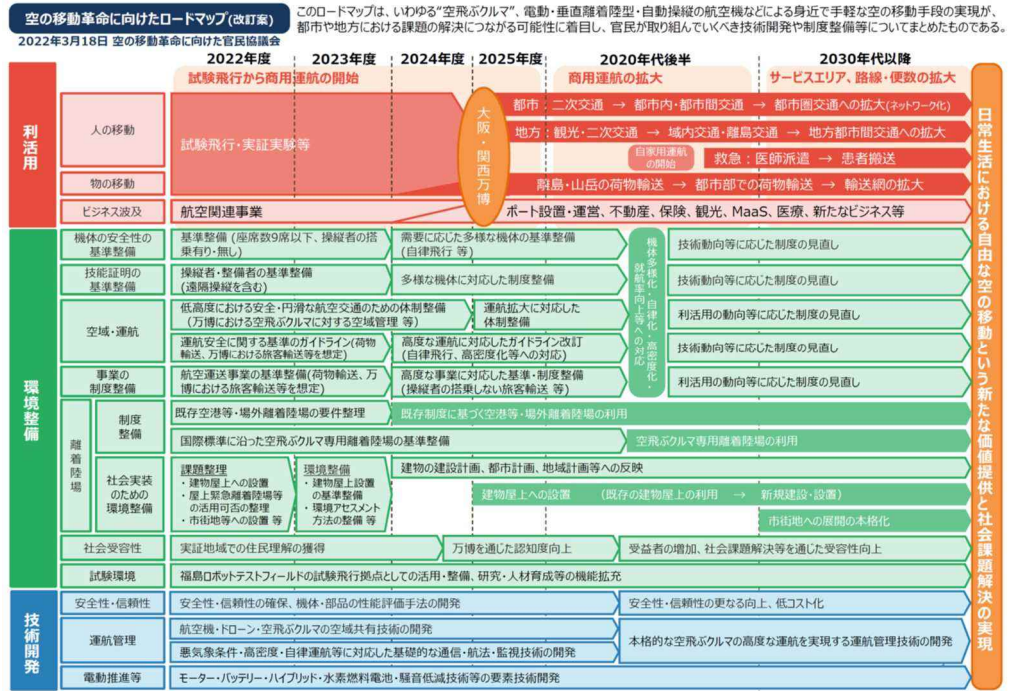 空の移動革命に向けたロードマップ(改訂案)
2022年3月18日 空の移動革命に向けた官民協議会
このロードマップは、いわゆる“空飛ぶクルマ”、電動・垂直離着陸型・自動操縦の航空機などによる身近で手軽な空の移動手段の実現が、
都市や地方における課題の解決につながる可能性に着目し、官民が取り組んでいくべき技術開発や制度整備等についてまとめたものである。
2022年度
2023年度
2024年度
2025年度
2020年代後半
2030年代以降
試験飛行から商用運航の開始
商用運航の拡大
サービスエリア、路線・便数の拡大
利活用
人の移動
試験飛行・実証実験等
大阪・関西万博
都市：二次交通 → 都市内・都市間交通 → 都市圏交通への拡大(ネットワーク化)
地方：観光・二次交通 → 域内交通・離島交通 → 地方都市間交通への拡大
自家用運航
の開始
救急：医師派遣 → 患者搬送
物の移動
離島・山岳の荷物輸送 → 都市部での荷物輸送 → 輸送網の拡大
ビジネス波及
航空関連事業
ポート設置・運営、不動産、保険、観光、MaaS、医療、新たなビジネス等
環境整備
機体の安全性の
基準整備
基準整備 (座席数9席以下、操縦者の搭
乗有り・無し)
需要に応じた多様な機体の基準整備
(自律飛行 等)
機体多様化・自律化・高密度化・
就航率向上等への対応
技術動向等に応じた制度の見直し
技能証明の
基準整備
操縦者・整備者の基準整備
(遠隔操縦を含む)
多様な機体に対応した制度整備
技術動向等に応じた制度の見直し
空域・運航
低高度における安全・円滑な航空交通のための体制整備
（万博における空飛ぶクルマに対する空域管理 等）
運航拡大に対応した
体制整備
利活用の動向等に応じた制度の見直し
運航安全に関する基準のガイドライン(荷物
輸送、万博における旅客輸送等を想定)
高度な運航に対応したガイドライン改訂
(自律飛行、高密度化等への対応)
技術動向等に応じた制度の見直し
事業の
制度整備
航空運送事業の基準整備(荷物輸送、万
博における旅客輸送等を想定)
高度な事業に対応した基準・制度整備
(操縦者の搭乗しない旅客輸送 等)
利活用の動向等に応じた制度の見直し
離着陸場
制度
整備
既存空港等・場外離着陸場の要件整理
既存制度に基づく空港等・場外離着陸場の利用
国際標準に沿った空飛ぶクルマ専用離着陸場の基準整備
空飛ぶクルマ専用離着陸場の利用
社会実装
のための
環境整備
課題整理
・建物屋上への設置
・屋上緊急離着陸場等
の活用可否の整理
・市街地等への設置 等
環境整備
・建物屋上設置
の基準整備
・環境アセスメント
方法の整備 等
建物の建設計画、都市計画、地域計画等への反映
建物屋上への設置 （既存の建物屋上の利用 → 新規建設・設置）
市街地への展開の本格化
社会受容性
実証地域での住民理解の獲得
万博を通じた認知度向上
受益者の増加、社会課題解決等を通じた受容性向上
試験環境
福島ロボットテストフィールドの試験飛行拠点としての活用・整備、研究・人材育成等の機能拡充
技術開発
安全性・信頼性
安全性・信頼性の確保、機体・部品の性能評価手法の開発
安全性・信頼性の更なる向上、低コスト化
運航管理
航空機・ドローン・空飛ぶクルマの空域共有技術の開発
悪気象条件・高密度・自律運航等に対応した基礎的な通信・航法・監視技術の開発
本格的な空飛ぶクルマの高度な運航を実現する運航管理技術の開発
電動推進等
モーター・バッテリー・ハイブリッド・水素燃料電池・騒音低減技術等の要素技術開発
日常生活における自由な空の移動という新たな価値提供と社会課題解決の実現